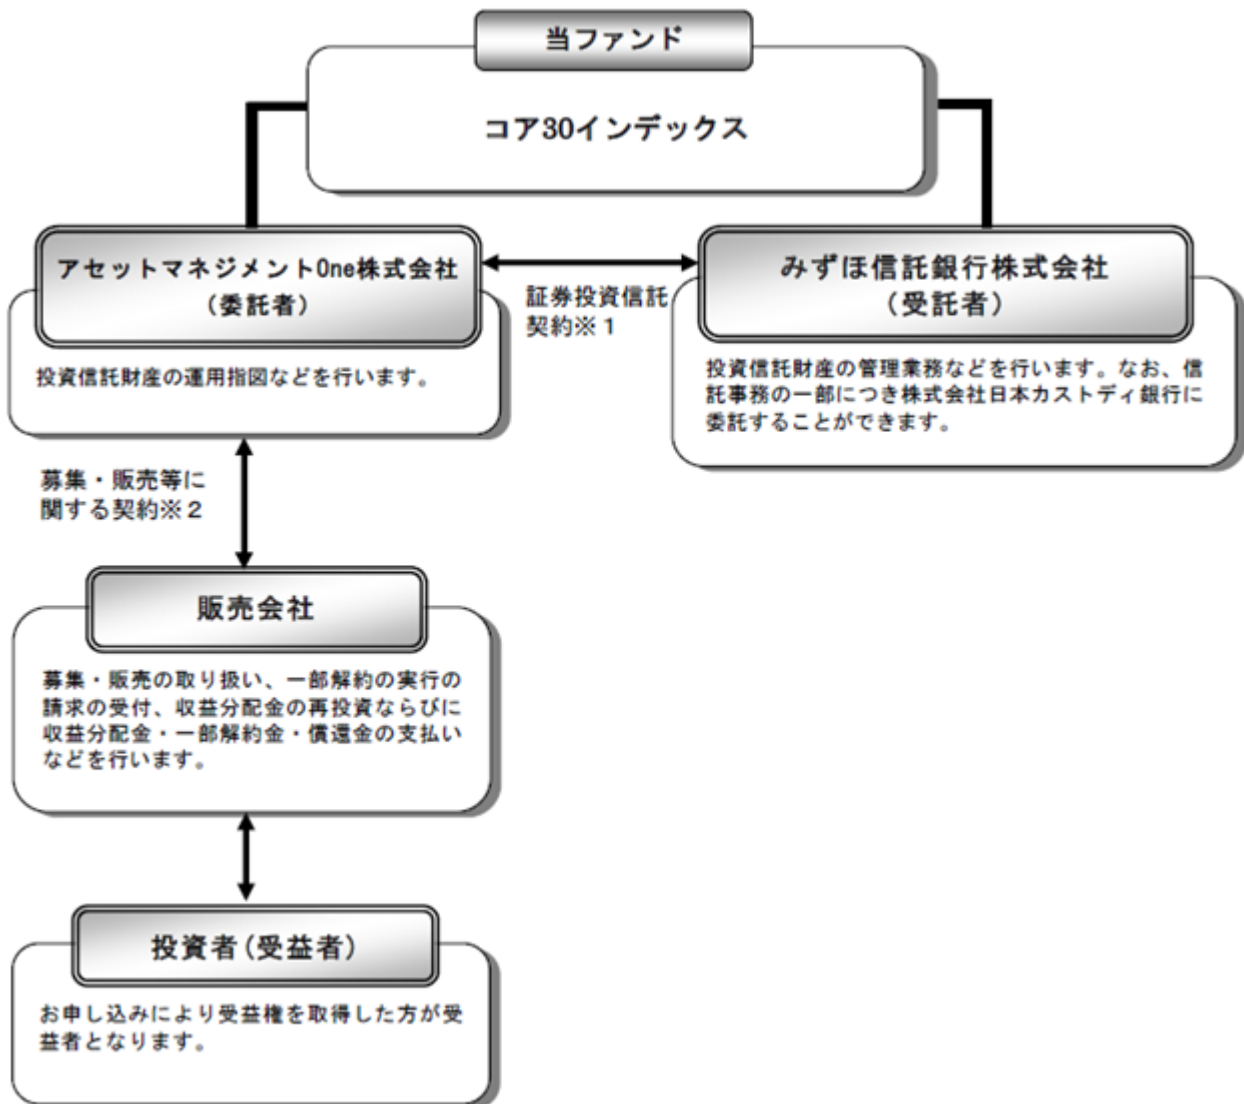 当ファンド
コア30インデックス
アセットマネジメントOne株式会社
（委託者）
投資信託財産の運用指図などを行います。
証券投資信託
契約※１
みずほ信託銀行株式会社
（受託者）
投資信託財産の管理業務などを行います。なお、信
託事務の一部につき株式会社日本カストディ銀行に
委託することができます。
募集・販売等に
関する契約※２
販売会社
募集・販売の取り扱い、一部解約の実行の
請求の受付、収益分配金の再投資ならびに
収益分配金・一部解約金・償還金の支払い
などを行います。
投資者(受益者)
お申し込みにより受益権を取得した方が受
益者となります。